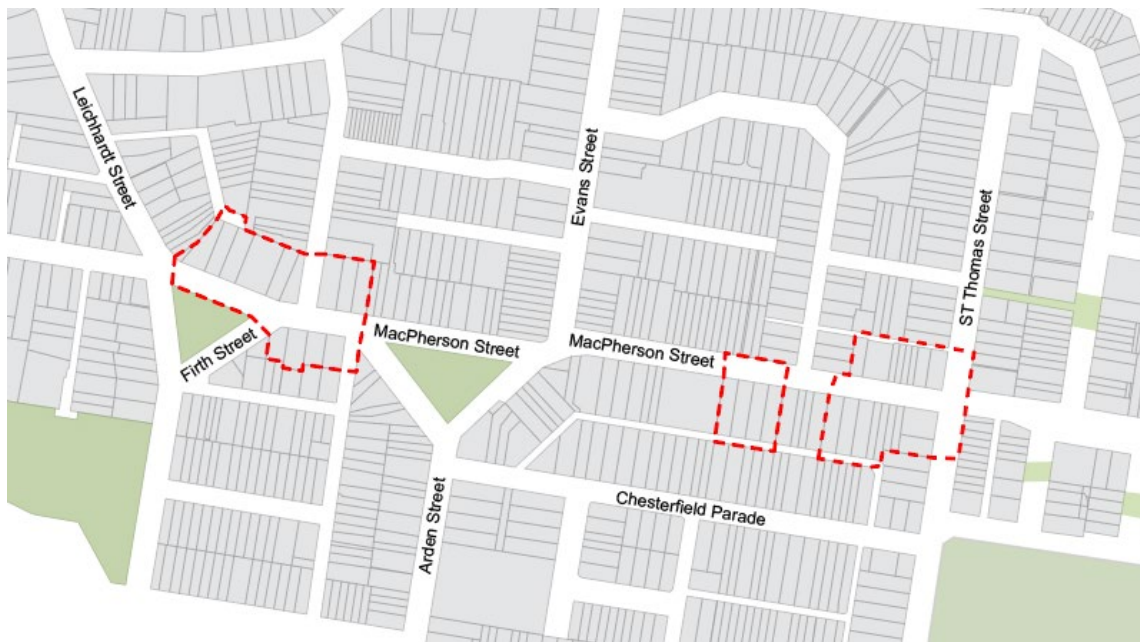 Leichhardt Street
Evans Street
ST Thomas Street
MacPherson Street
MacPherson Street
Firth Street
Chesterfield Parade
Arden Street